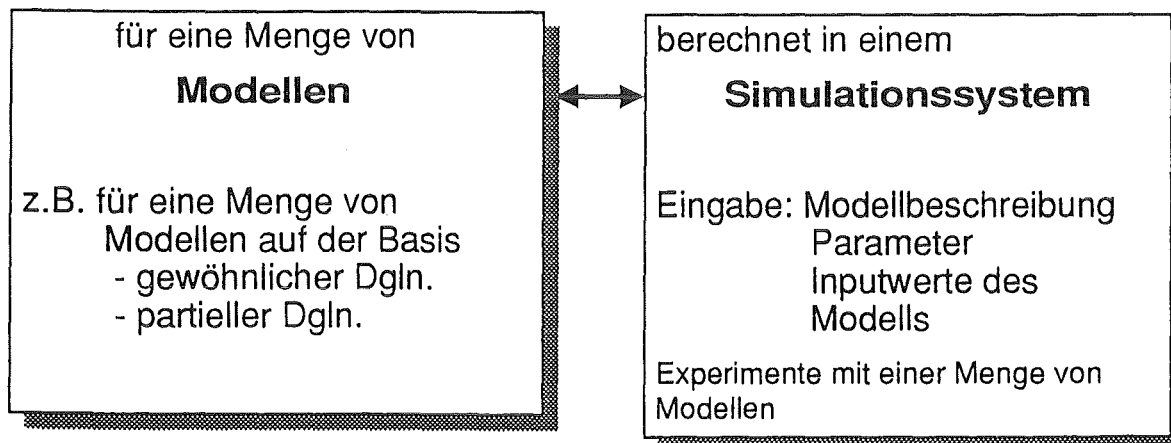 für eine Menge von
Modellen
z.B. für eine Menge von
Modellen auf der Basis
- gewöhnlicher Dgln.
- partieller Dgln.
berechnet in einem
Simulationssystem
Eingabe: Modellbeschreibung
Parameter
Inputwerte des
Modells
Experimente mit einer Menge von
Modellen